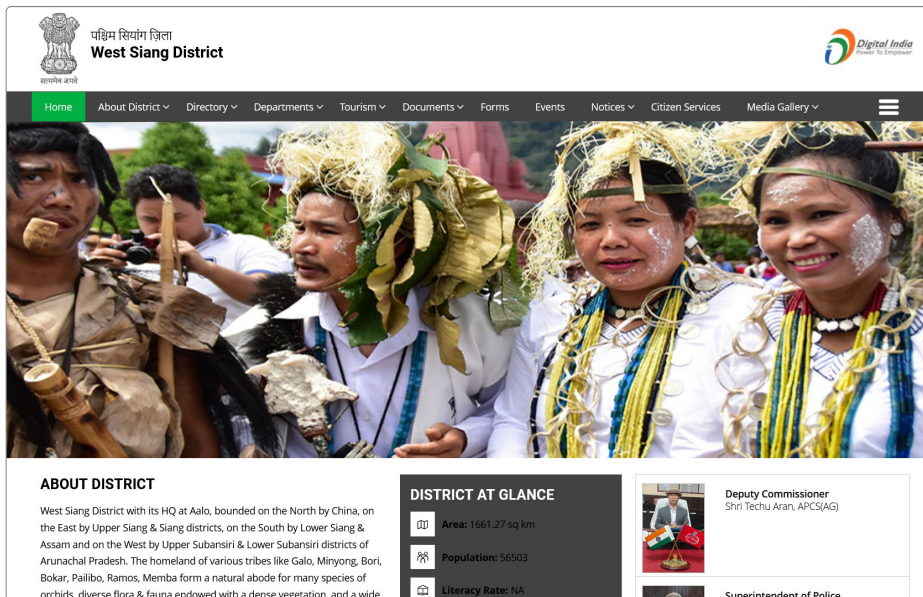 पश्चिम सियांग ज़िला
West Siang District
सत्यमेव जयते
Digital India
Power To Empower
Home About District Directory Departments Tourism Documents Forms Events Notices Citizen Services Media Gallery
ABOUT DISTRICT
West Siang District with its HQ at Aalo, bounded on the North by China, on
the East by Upper Siang & Siang districts, on the South by Lower Siang &
Assam and on the West by Upper Subansiri & Lower Subansiri districts of
Arunachal Pradesh. The homeland of various tribes like Galo, Minyong, Bori,
Bokar, Pailibo, Ramos, Memba form a natural abode for many species of
orchids, diverse flora & fauna endowed with a dense vegetation, and a wide
DISTRICT AT GLANCE
Area: 1661.27 sq km
Population: 56503
Literacy Rate: NA
Deputy Commissioner
Shri Techu Aran, APCS(AG)
Superintendent of Police